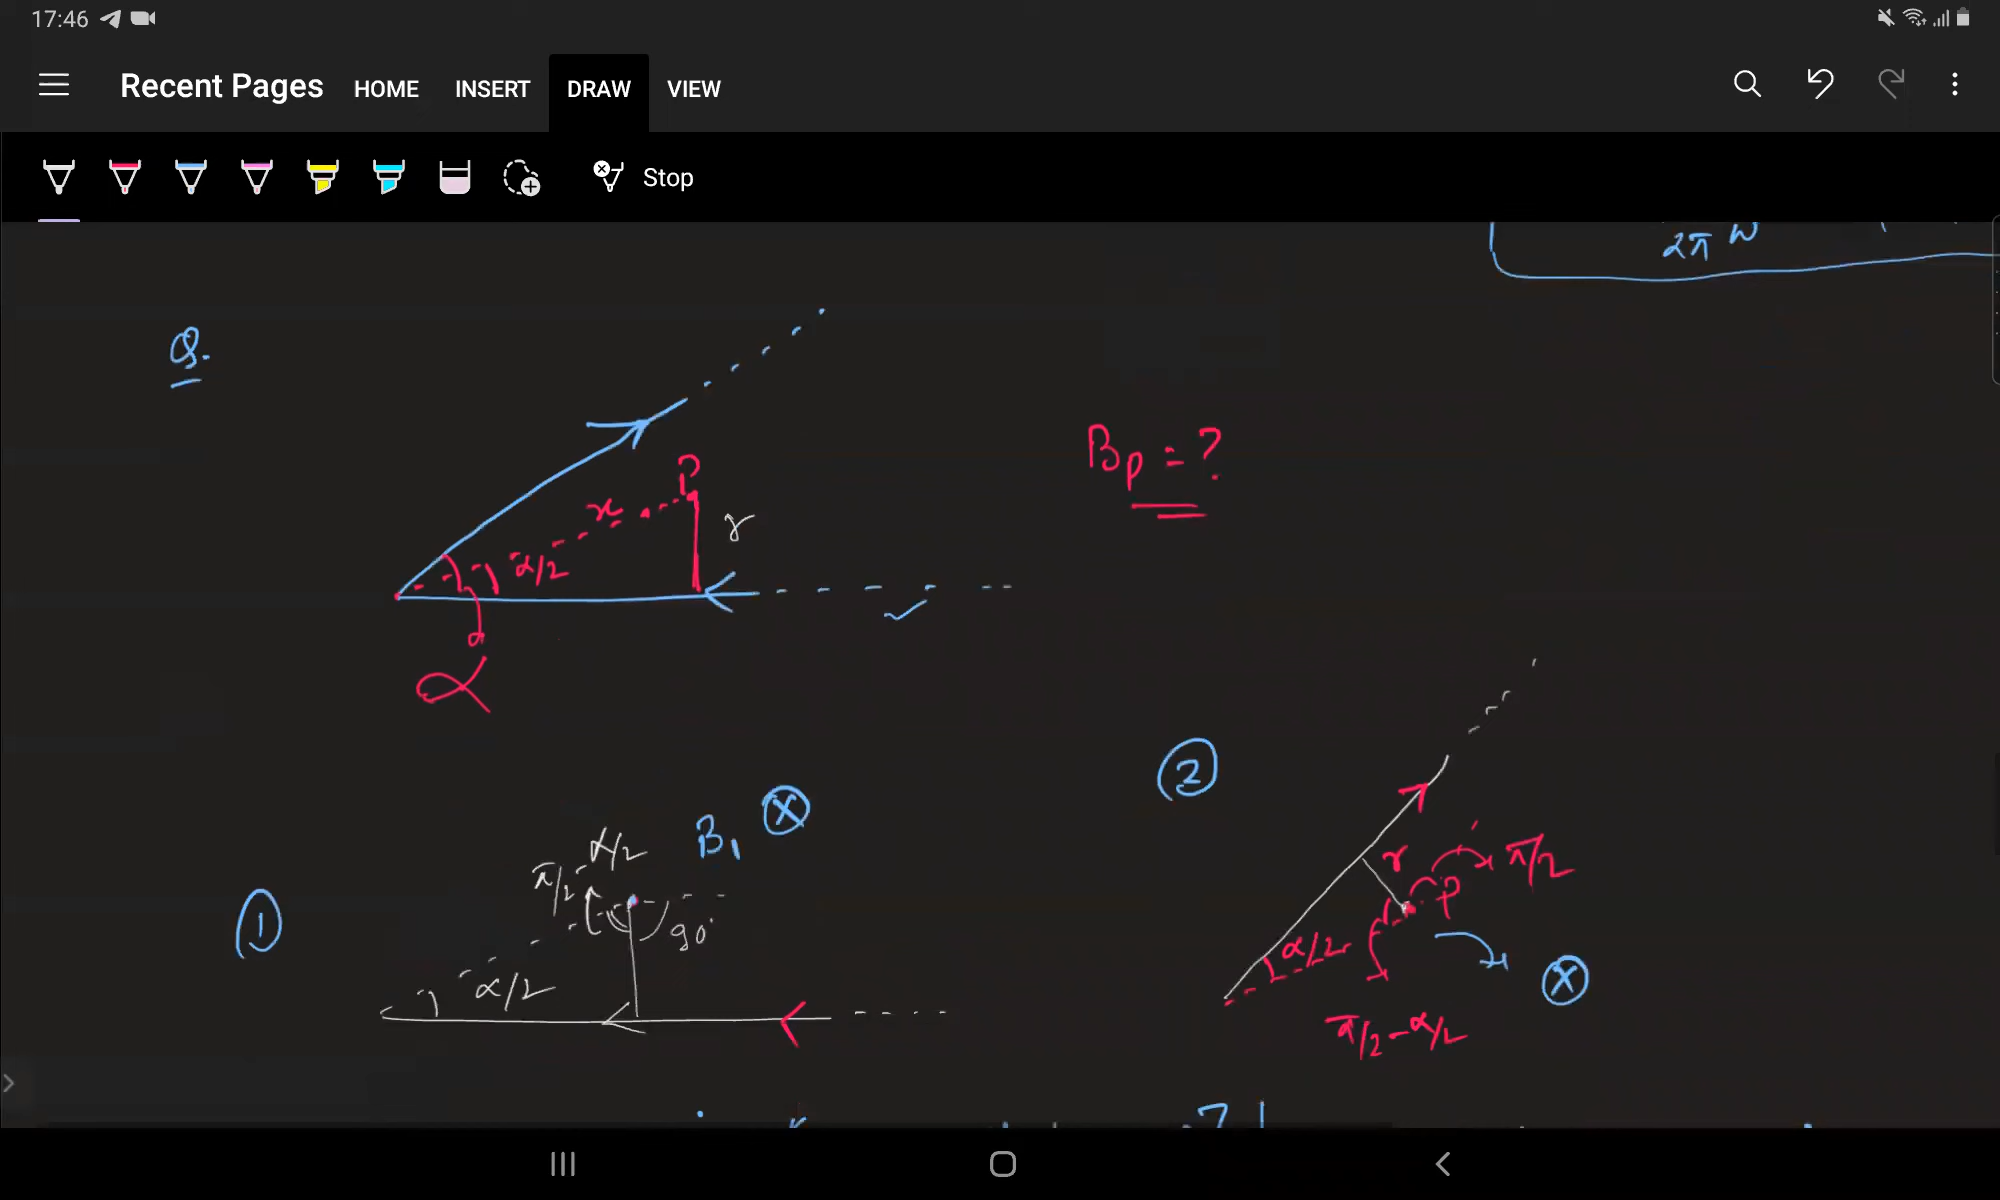 17:46
Recent Pages HOME INSERT DRAW VIEW
Stop
2π W
Q.
P
x
r
α/2
α
Bp = ?
①
π/2 - α/2
B₁ ⊗
90°
α/2
②
r
π/2
P
α/2
⊗
π/2 - α/2